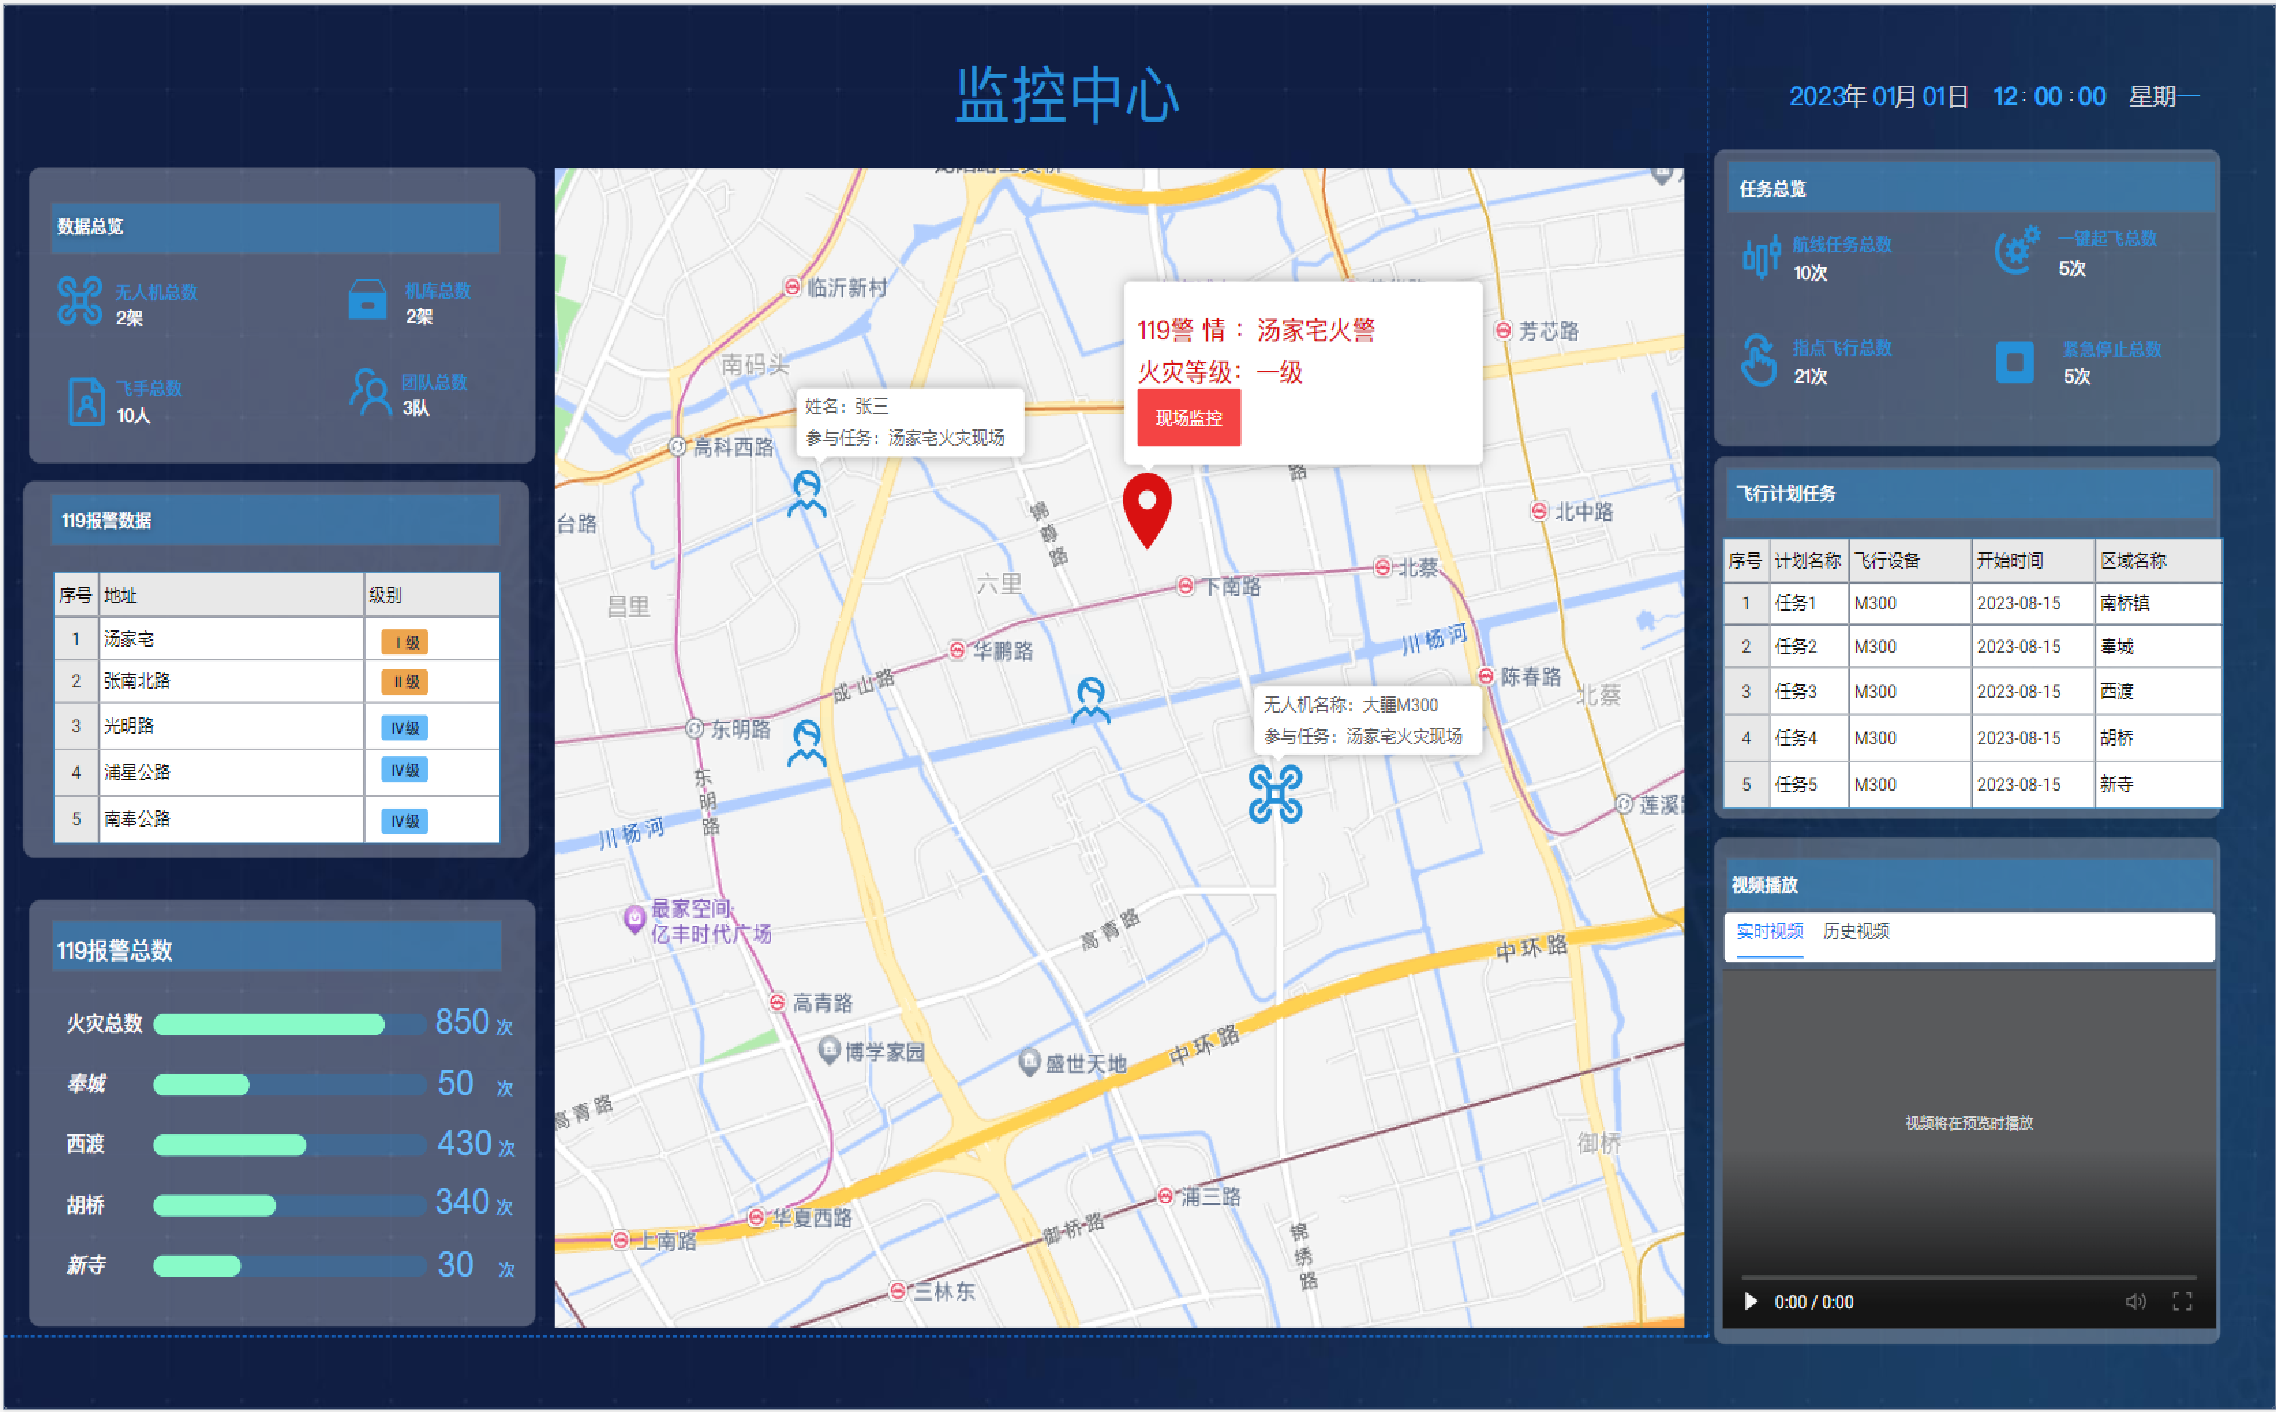 监控中心
2023年 01月 01日 12: 00 :00 星期一
数据总览
无人机总数
2架
机库总数
2架
飞手总数
10人
团队总数
3队
119报警数据
序号 地址 级别
1 汤家宅 I 级
2 张南北路 II 级
3 光明路 IV级
4 浦星公路 IV级
5 南奉公路 IV级
119报警总数
火灾总数 850 次
奉城 50 次
西渡 430 次
胡桥 340 次
新寺 30 次
临沂新村
南码头
119警 情 : 汤家宅火警
火灾等级: 一级
现场监控
芳芯路
姓名: 张三
参与任务: 汤家宅火灾现场
高科西路
路
台路
锦尊路
北中路
北蔡
六里
下南路
昌里
川杨河
华鹏路
成山路
陈春路
北蔡
无人机名称: 大疆M300
参与任务: 汤家宅火灾现场
东明路
东明路
莲溪
川杨河
最家空间·
亿丰时代广场
高青路
中环路
高青路
博学家园
盛世天地
中环路
高青路
御桥
浦三路
华夏西路
御桥路
上南路
锦绣路
三林东
任务总览
航线任务总数
10次
一键起飞总数
5次
指点飞行总数
21次
紧急停止总数
5次
飞行计划任务
序号 计划名称 飞行设备 开始时间 区域名称
1 任务1 M300 2023-08-15 南桥镇
2 任务2 M300 2023-08-15 奉城
3 任务3 M300 2023-08-15 西渡
4 任务4 M300 2023-08-15 胡桥
5 任务5 M300 2023-08-15 新寺
视频播放
实时视频 历史视频
视频将在预览时播放
0:00 / 0:00